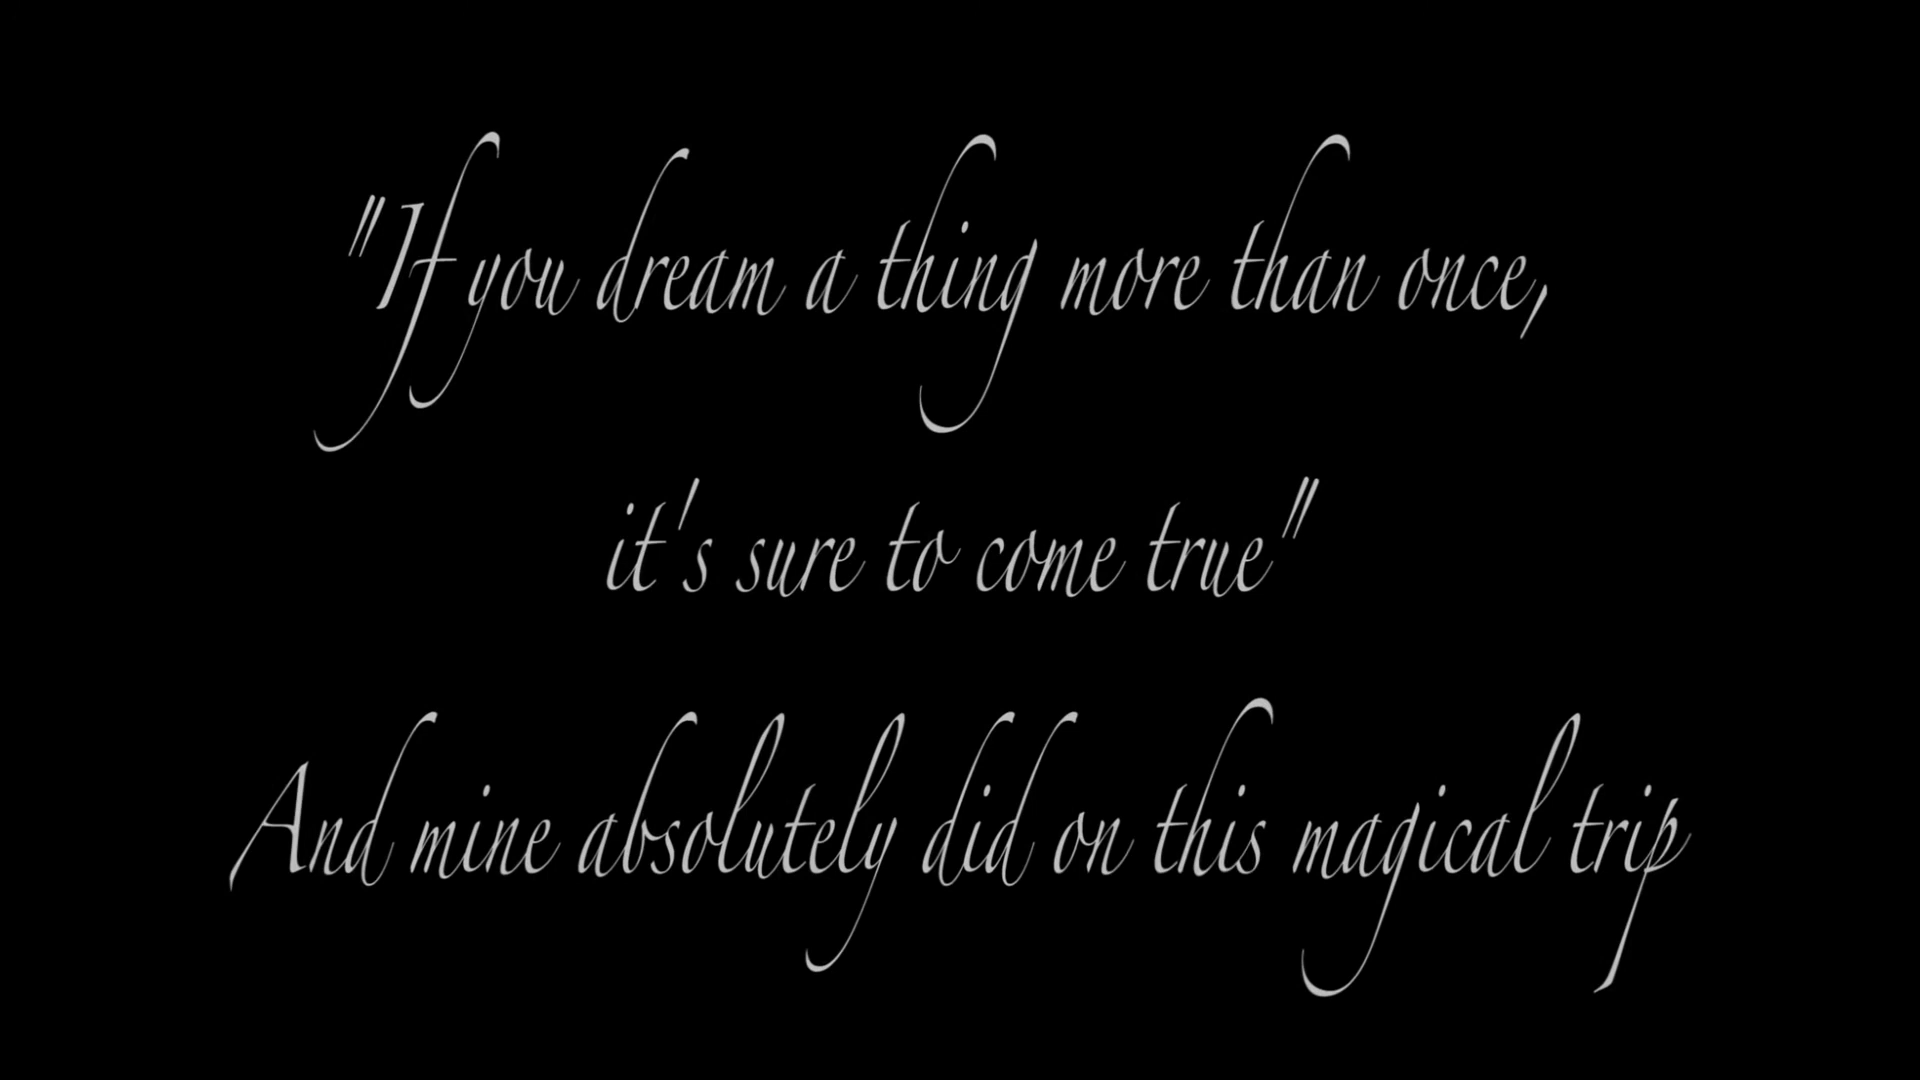 "If you dream a thing more than once,
it's sure to come true"
And mine absolutely did on this magical trip